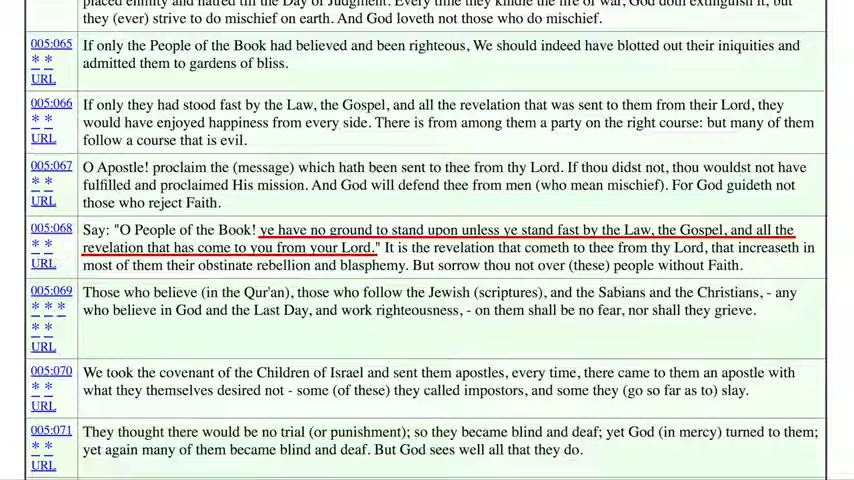 placed enmity and hatred till the Day of Judgment. Every time they kindle the fire of war, God doth extinguish it; but
they (ever) strive to do mischief on earth. And God loveth not those who do mischief.
005:065 If only the People of the Book had believed and been righteous, We should indeed have blotted out their iniquities and
* * admitted them to gardens of bliss.
URL
005:066 If only they had stood fast by the Law, the Gospel, and all the revelation that was sent to them from their Lord, they
* * would have enjoyed happiness from every side. There is from among them a party on the right course: but many of them
URL follow a course that is evil.
005:067 O Apostle! proclaim the (message) which hath been sent to thee from thy Lord. If thou didst not, thou wouldst not have
* * fulfilled and proclaimed His mission. And God will defend thee from men (who mean mischief). For God guideth not
URL those who reject Faith.
005:068 Say: "O People of the Book! ye have no ground to stand upon unless ye stand fast by the Law, the Gospel, and all the
* * revelation that has come to you from your Lord." It is the revelation that cometh to thee from thy Lord, that increaseth in
URL most of them their obstinate rebellion and blasphemy. But sorrow thou not over (these) people without Faith.
005:069 Those who believe (in the Qur'an), those who follow the Jewish (scriptures), and the Sabians and the Christians, - any
* * * who believe in God and the Last Day, and work righteousness, - on them shall be no fear, nor shall they grieve.
* *
URL
005:070 We took the covenant of the Children of Israel and sent them apostles, every time, there came to them an apostle with
* * what they themselves desired not - some (of these) they called impostors, and some they (go so far as to) slay.
URL
005:071 They thought there would be no trial (or punishment); so they became blind and deaf; yet God (in mercy) turned to them;
* * yet again many of them became blind and deaf. But God sees well all that they do.
URL